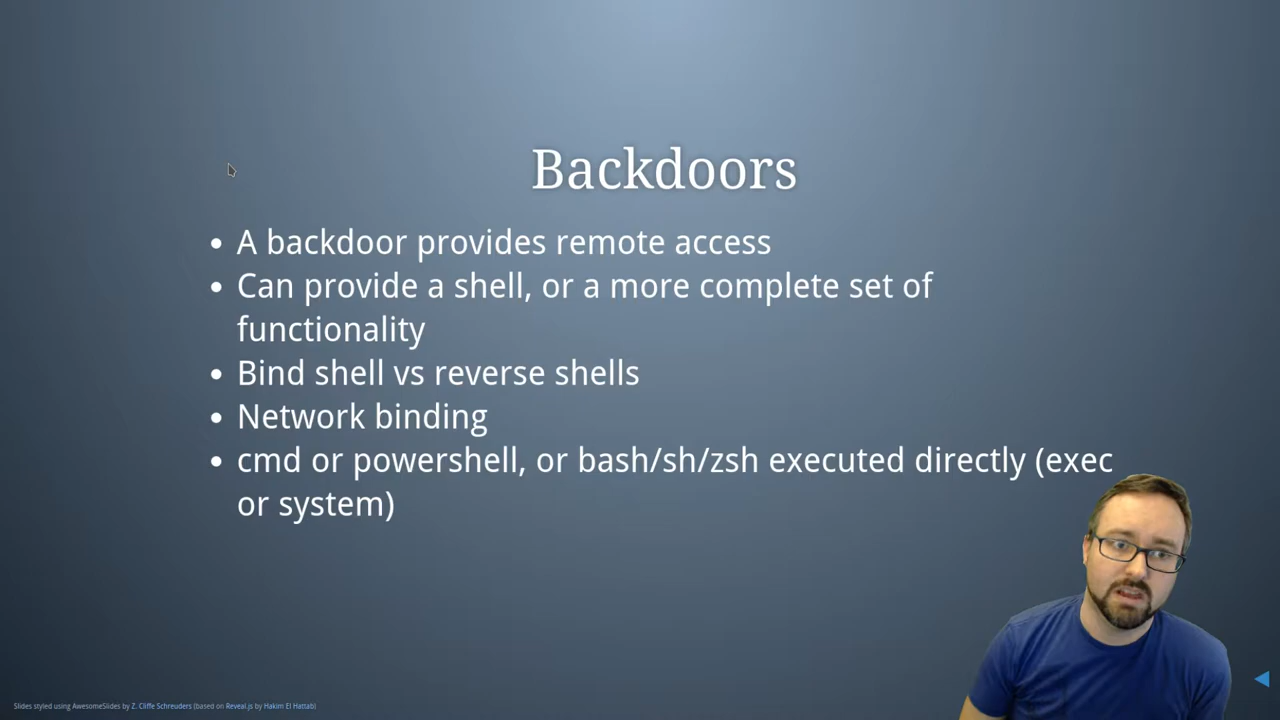 Backdoors
• A backdoor provides remote access
• Can provide a shell, or a more complete set of
functionality
• Bind shell vs reverse shells
• Network binding
• cmd or powershell, or bash/sh/zsh executed directly (exec
or system)
Slides styled using AwesomeSlides by Z. Cliffe Schreuders (based on Reveal.js by Hakim El Hattab)